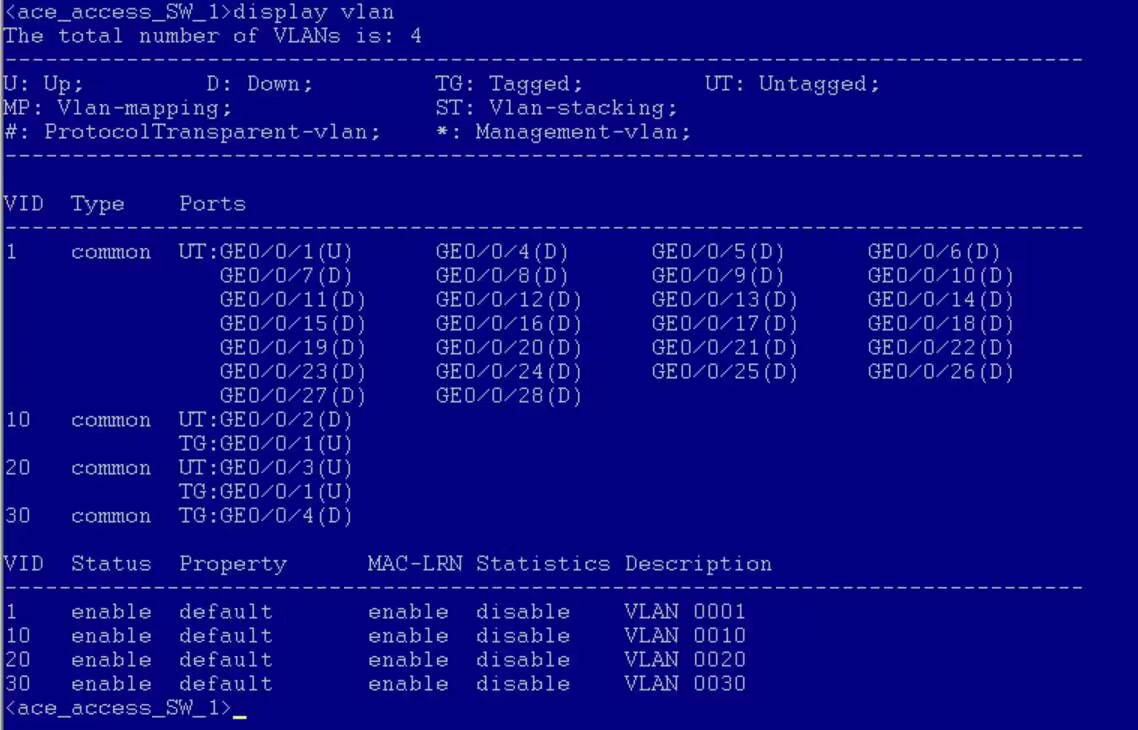 <ace_access_SW_1>display vlan
The total number of VLANs is: 4
--------------------------------------------------------------------------------
U: Up;         D: Down;         TG: Tagged;         UT: Untagged;
MP: Vlan-mapping;               ST: Vlan-stacking;
#: ProtocolTransparent-vlan;    *: Management-vlan;
--------------------------------------------------------------------------------
VID  Type    Ports
--------------------------------------------------------------------------------
1    common  UT:GE0/0/1(U)      GE0/0/4(D)      GE0/0/5(D)      GE0/0/6(D)
                GE0/0/7(D)      GE0/0/8(D)      GE0/0/9(D)      GE0/0/10(D)
                GE0/0/11(D)     GE0/0/12(D)     GE0/0/13(D)     GE0/0/14(D)
                GE0/0/15(D)     GE0/0/16(D)     GE0/0/17(D)     GE0/0/18(D)
                GE0/0/19(D)     GE0/0/20(D)     GE0/0/21(D)     GE0/0/22(D)
                GE0/0/23(D)     GE0/0/24(D)     GE0/0/25(D)     GE0/0/26(D)
                GE0/0/27(D)     GE0/0/28(D)
10   common  UT:GE0/0/2(D)
             TG:GE0/0/1(U)
20   common  UT:GE0/0/3(U)
             TG:GE0/0/1(U)
30   common  TG:GE0/0/4(D)
VID  Status  Property      MAC-LRN Statistics Description
--------------------------------------------------------------------------------
1    enable  default       enable  disable    VLAN 0001
10   enable  default       enable  disable    VLAN 0010
20   enable  default       enable  disable    VLAN 0020
30   enable  default       enable  disable    VLAN 0030
<ace_access_SW_1>_